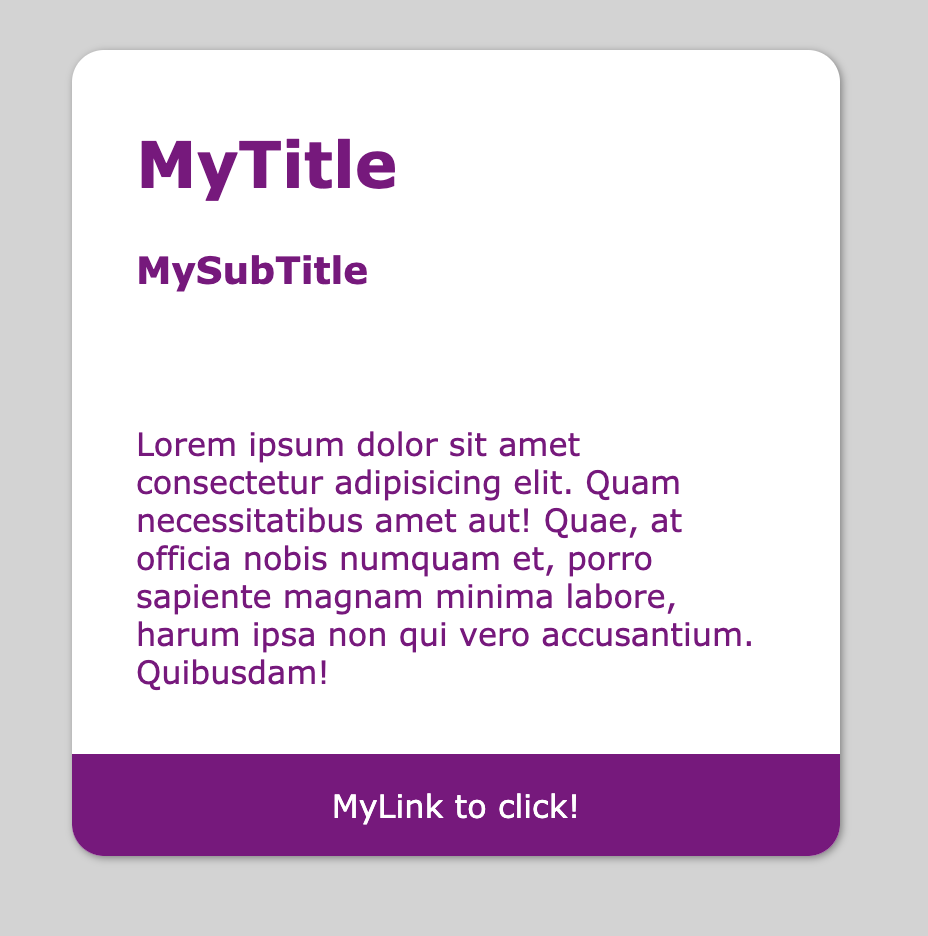 MyTitle
MySubTitle
Lorem ipsum dolor sit amet
consectetur adipisicing elit. Quam
necessitatibus amet aut! Quae, at
officia nobis numquam et, porro
sapiente magnam minima labore,
harum ipsa non qui vero accusantium.
Quibusdam!
MyLink to click!